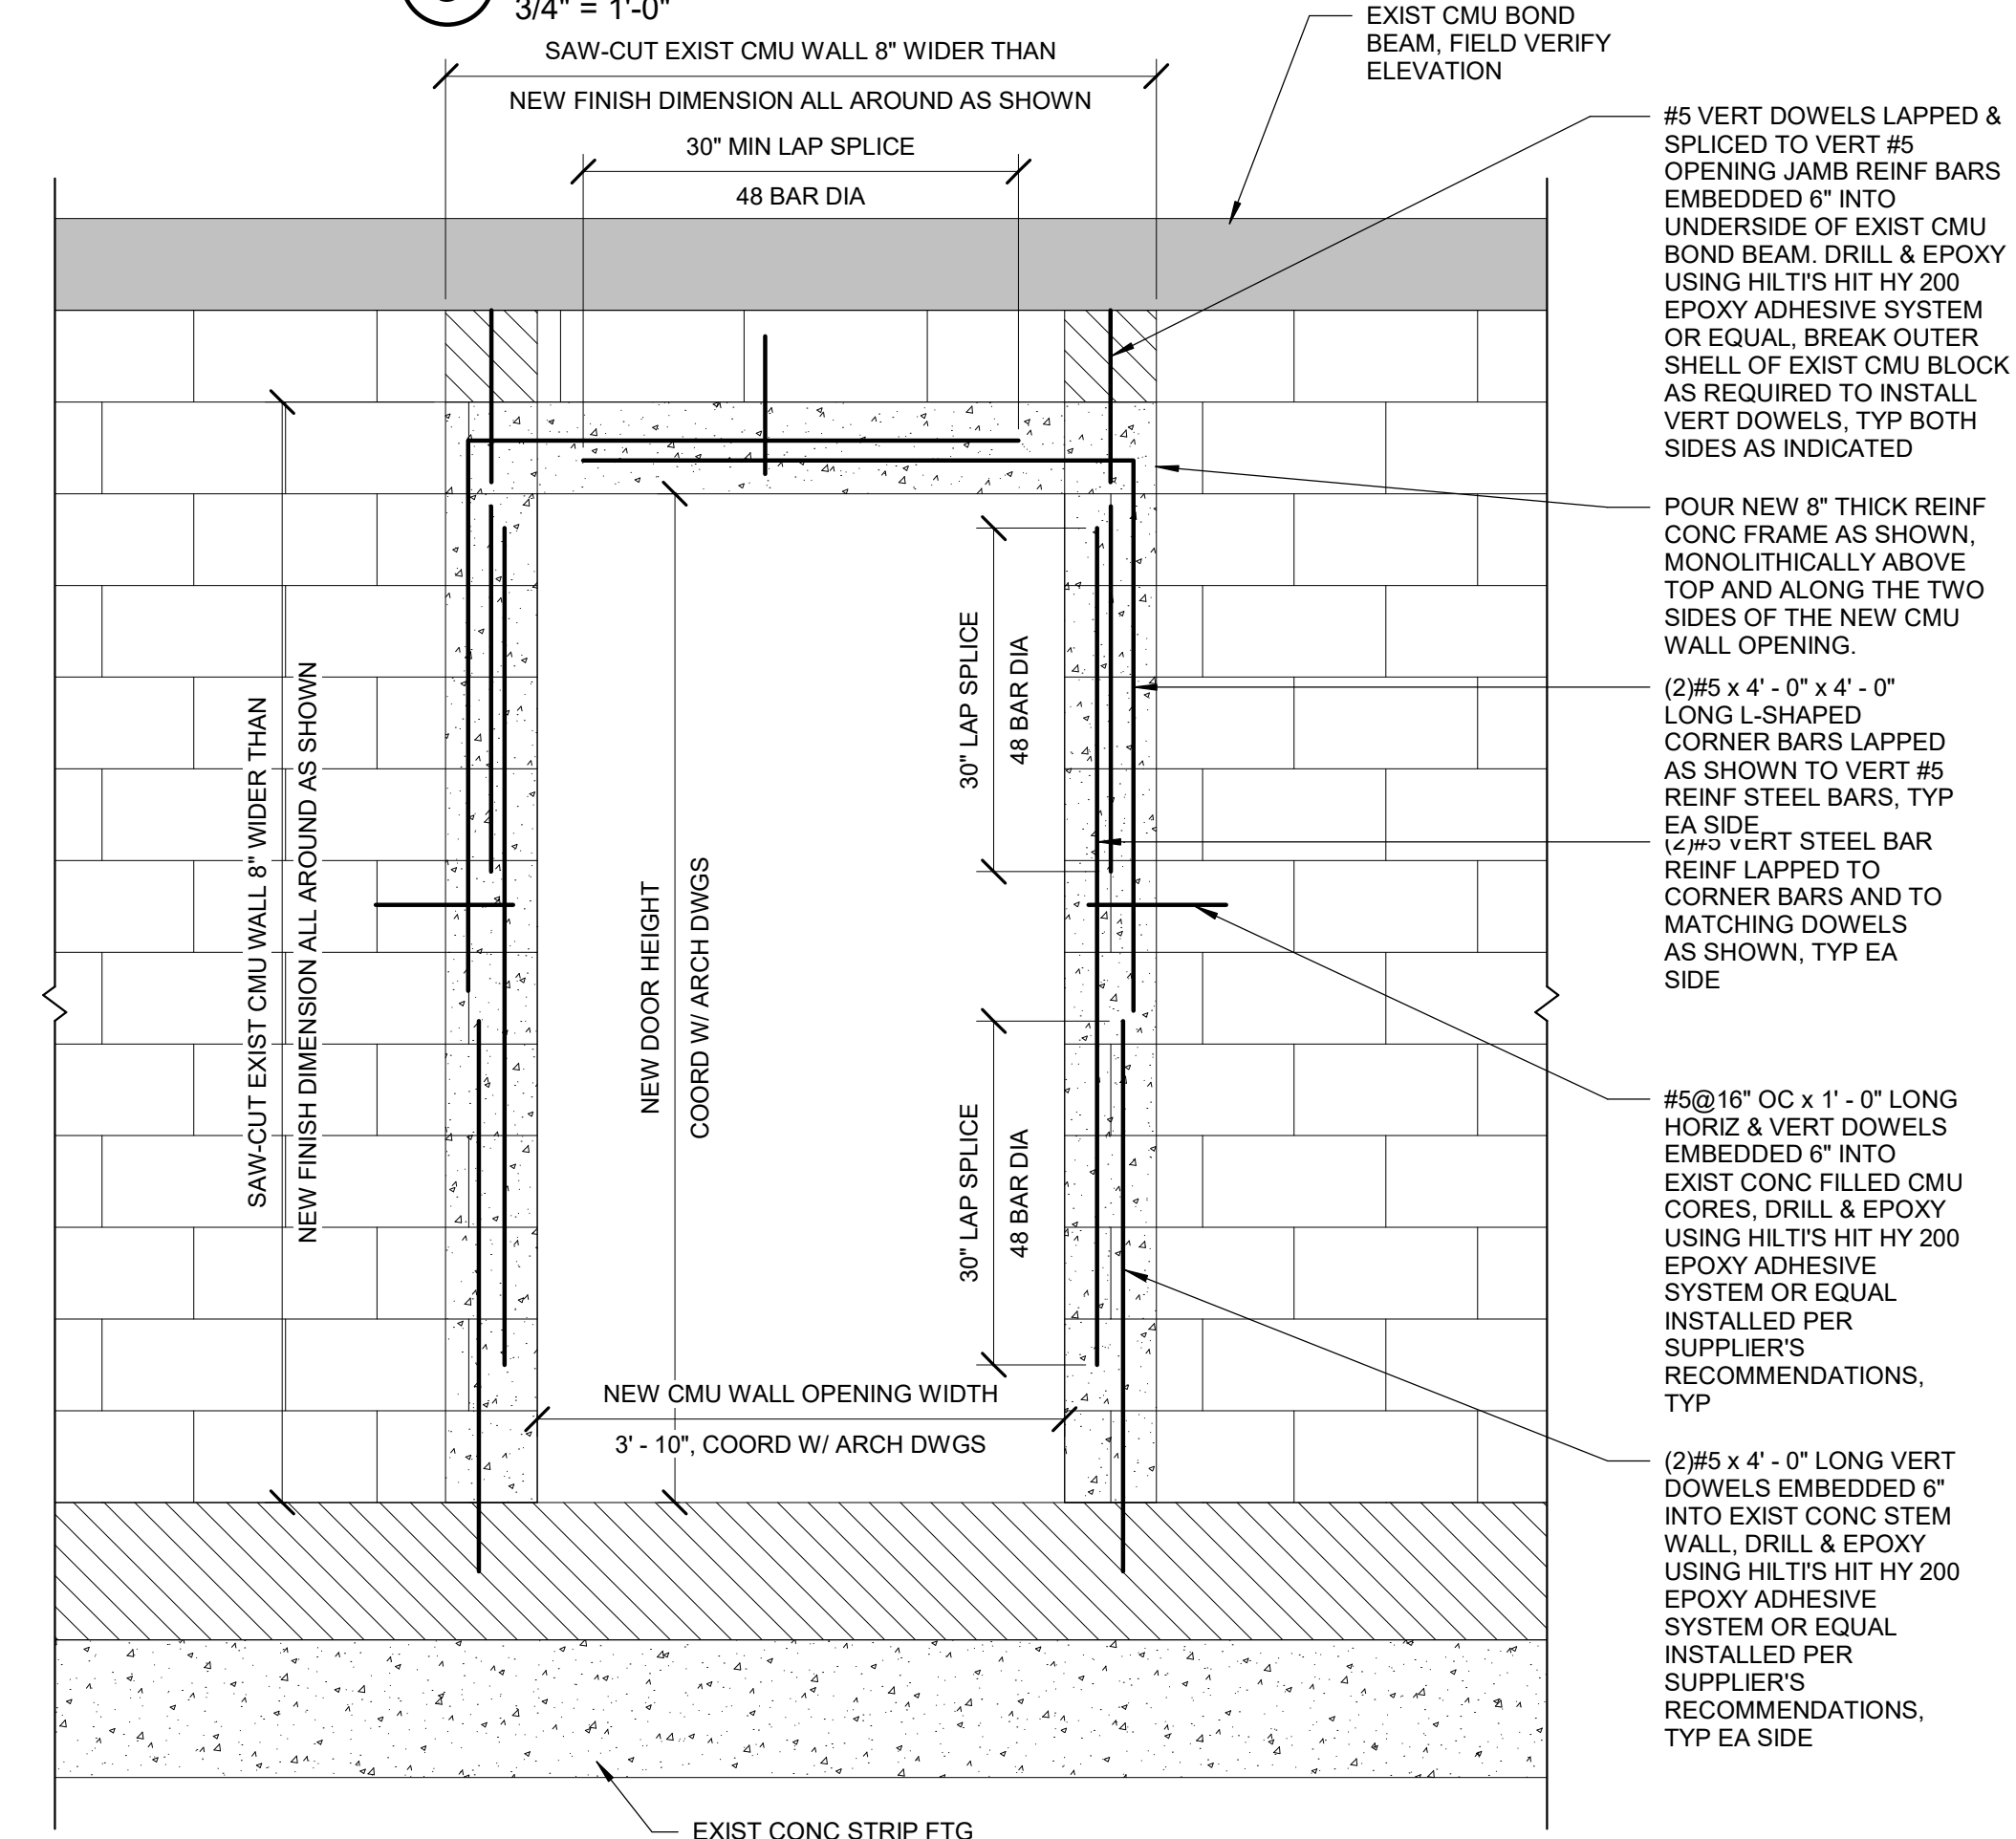 3/4" = 1'-0"
SAW-CUT EXIST CMU WALL 8" WIDER THAN
NEW FINISH DIMENSION ALL AROUND AS SHOWN
30" MIN LAP SPLICE
48 BAR DIA
EXIST CMU BOND
BEAM, FIELD VERIFY
ELEVATION
#5 VERT DOWELS LAPPED &
SPLICED TO VERT #5
OPENING JAMB REINF BARS
EMBEDDED 6" INTO
UNDERSIDE OF EXIST CMU
BOND BEAM. DRILL & EPOXY
USING HILTI'S HIT HY 200
EPOXY ADHESIVE SYSTEM
OR EQUAL, BREAK OUTER
SHELL OF EXIST CMU BLOCK
AS REQUIRED TO INSTALL
VERT DOWELS, TYP BOTH
SIDES AS INDICATED
POUR NEW 8" THICK REINF
CONC FRAME AS SHOWN,
MONOLITHICALLY ABOVE
TOP AND ALONG THE TWO
SIDES OF THE NEW CMU
WALL OPENING.
(2)#5 x 4' - 0" x 4' - 0"
LONG L-SHAPED
CORNER BARS LAPPED
AS SHOWN TO VERT #5
REINF STEEL BARS, TYP
EA SIDE
(2)#5 VERT STEEL BAR
REINF LAPPED TO
CORNER BARS AND TO
MATCHING DOWELS
AS SHOWN, TYP EA
SIDE
#5@16" OC x 1' - 0" LONG
HORIZ & VERT DOWELS
EMBEDDED 6" INTO
EXIST CONC FILLED CMU
CORES, DRILL & EPOXY
USING HILTI'S HIT HY 200
EPOXY ADHESIVE
SYSTEM OR EQUAL
INSTALLED PER
SUPPLIER'S
RECOMMENDATIONS,
TYP
(2)#5 x 4' - 0" LONG VERT
DOWELS EMBEDDED 6"
INTO EXIST CONC STEM
WALL, DRILL & EPOXY
USING HILTI'S HIT HY 200
EPOXY ADHESIVE
SYSTEM OR EQUAL
INSTALLED PER
SUPPLIER'S
RECOMMENDATIONS,
TYP EA SIDE
SAW-CUT EXIST CMU WALL 8" WIDER THAN
NEW FINISH DIMENSION ALL AROUND AS SHOWN
NEW DOOR HEIGHT
COORD W/ ARCH DWGS
30" LAP SPLICE
48 BAR DIA
30" LAP SPLICE
48 BAR DIA
NEW CMU WALL OPENING WIDTH
3' - 10", COORD W/ ARCH DWGS
EXIST CONC STRIP FTG